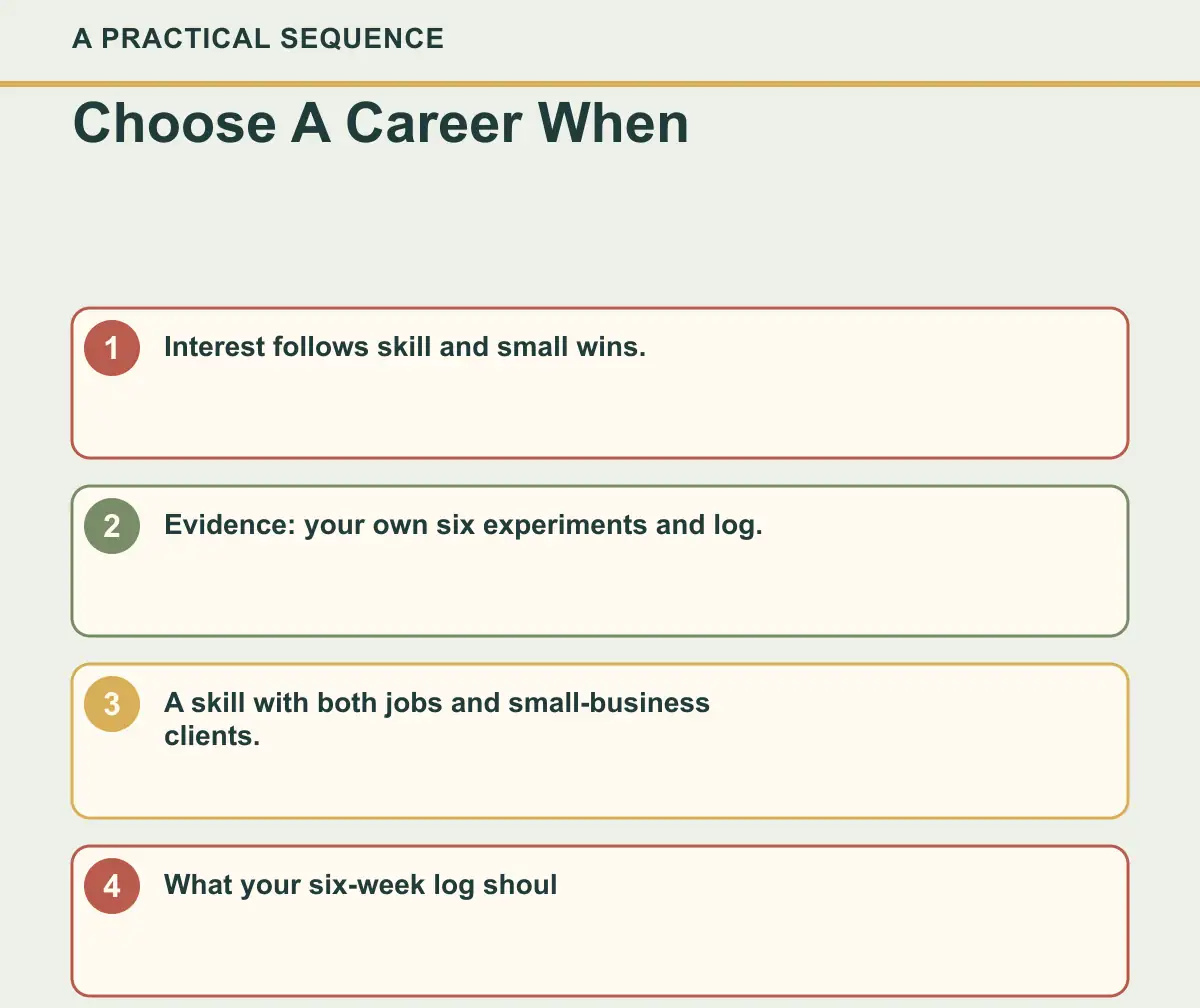 A PRACTICAL SEQUENCE
Choose A Career When
1
Interest follows skill and small wins.
2
Evidence: your own six experiments and log.
3
A skill with both jobs and small-business
clients.
4
What your six-week log shoul